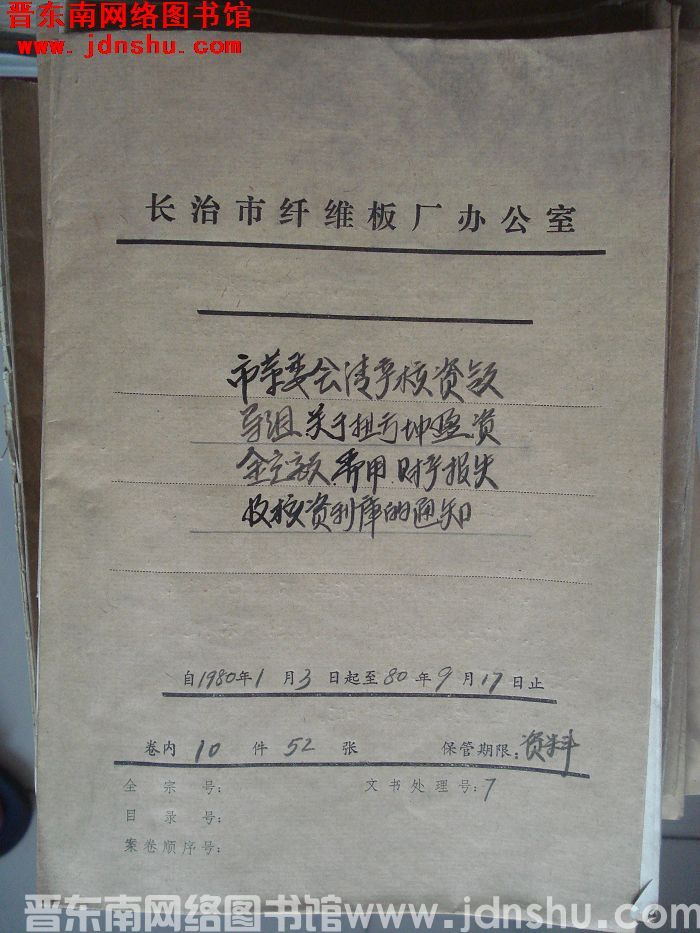 晋东南网络图书馆
www.jdnshu.com
长治市纤维板厂办公室
市革委会清产核资领
导组关于扭亏 盈资
金定额 费用 财产报失
及核资利库的通知
自1980年1月3日起至80年9月17日止
卷内10件52张 保管期限:资料
全宗号: 文书处理号:7
目录号:
案卷顺序号:
晋东南网络图书馆 www.jdnshu.com